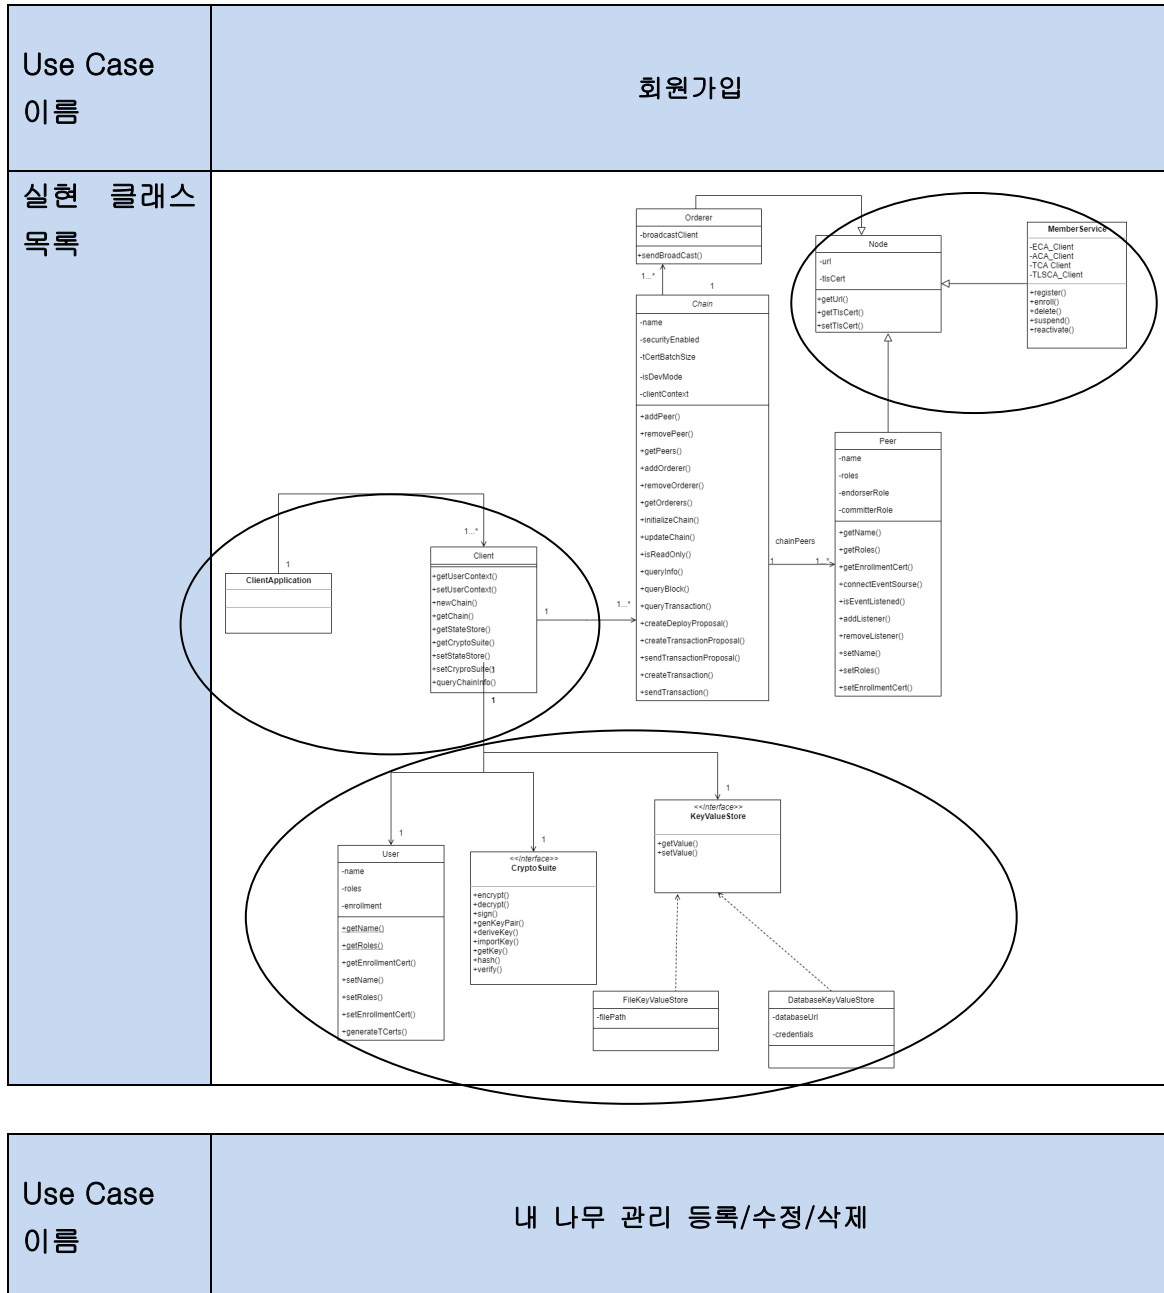 Use Case
이름
회원가입
실현 클래스
목록
Orderer
-broadcastClient
+sendBroadCast()
1...*
1
Node
-url
-tlsCert
+getUrl()
+getTlsCert()
+setTlsCert()
MemberService
-ECA_Client
-ACA_Client
-TCA Client
-TLSCA_Client
+register()
+enroll()
+delete()
+suspend()
+reactivate()
Chain
-name
-securityEnabled
-tCertBatchSize
-isDevMode
-clientContext
+addPeer()
+removePeer()
+getPeers()
+addOrderer()
+removeOrderer()
+getOrderers()
+initializeChain()
+updateChain()
+isReadOnly()
+queryInfo()
+queryBlock()
+queryTransaction()
+createDeployProposal()
+createTransactionProposal()
+sendTransactionProposal()
+createTransaction()
+sendTransaction()
chainPeers
1
1...*
Peer
-name
-roles
-endorserRole
-committerRole
+getName()
+getRoles()
+getEnrollmentCert()
+connectEventSourse()
+isEventListened()
+addListener()
+removeListener()
+setName()
+setRoles()
+setEnrollmentCert()
1...*
1
ClientApplication
Client
+getUserContext()
+setUserContext()
+newChain()
+getChain()
+getStateStore()
+getCryptoSuite()
+setStateStore()
+setCryproSuite()
+queryChainInfo()
1
1...*
1
1
1
1
1
User
-name
-roles
-enrollment
+getName()
+getRoles()
+getEnrollmentCert()
+setName()
+setRoles()
+setEnrollmentCert()
+generateTCerts()
<<interface>>
CryptoSuite
+encrypt()
+decrypt()
+sign()
+genKeyPair()
+deriveKey()
+importKey()
+getKey()
+hash()
+verify()
<<interface>>
KeyValueStore
+getValue()
+setValue()
FileKeyValueStore
-filePath
DatabaseKeyValueStore
-databaseUrl
-credentials
Use Case
이름
내 나무 관리 등록/수정/삭제